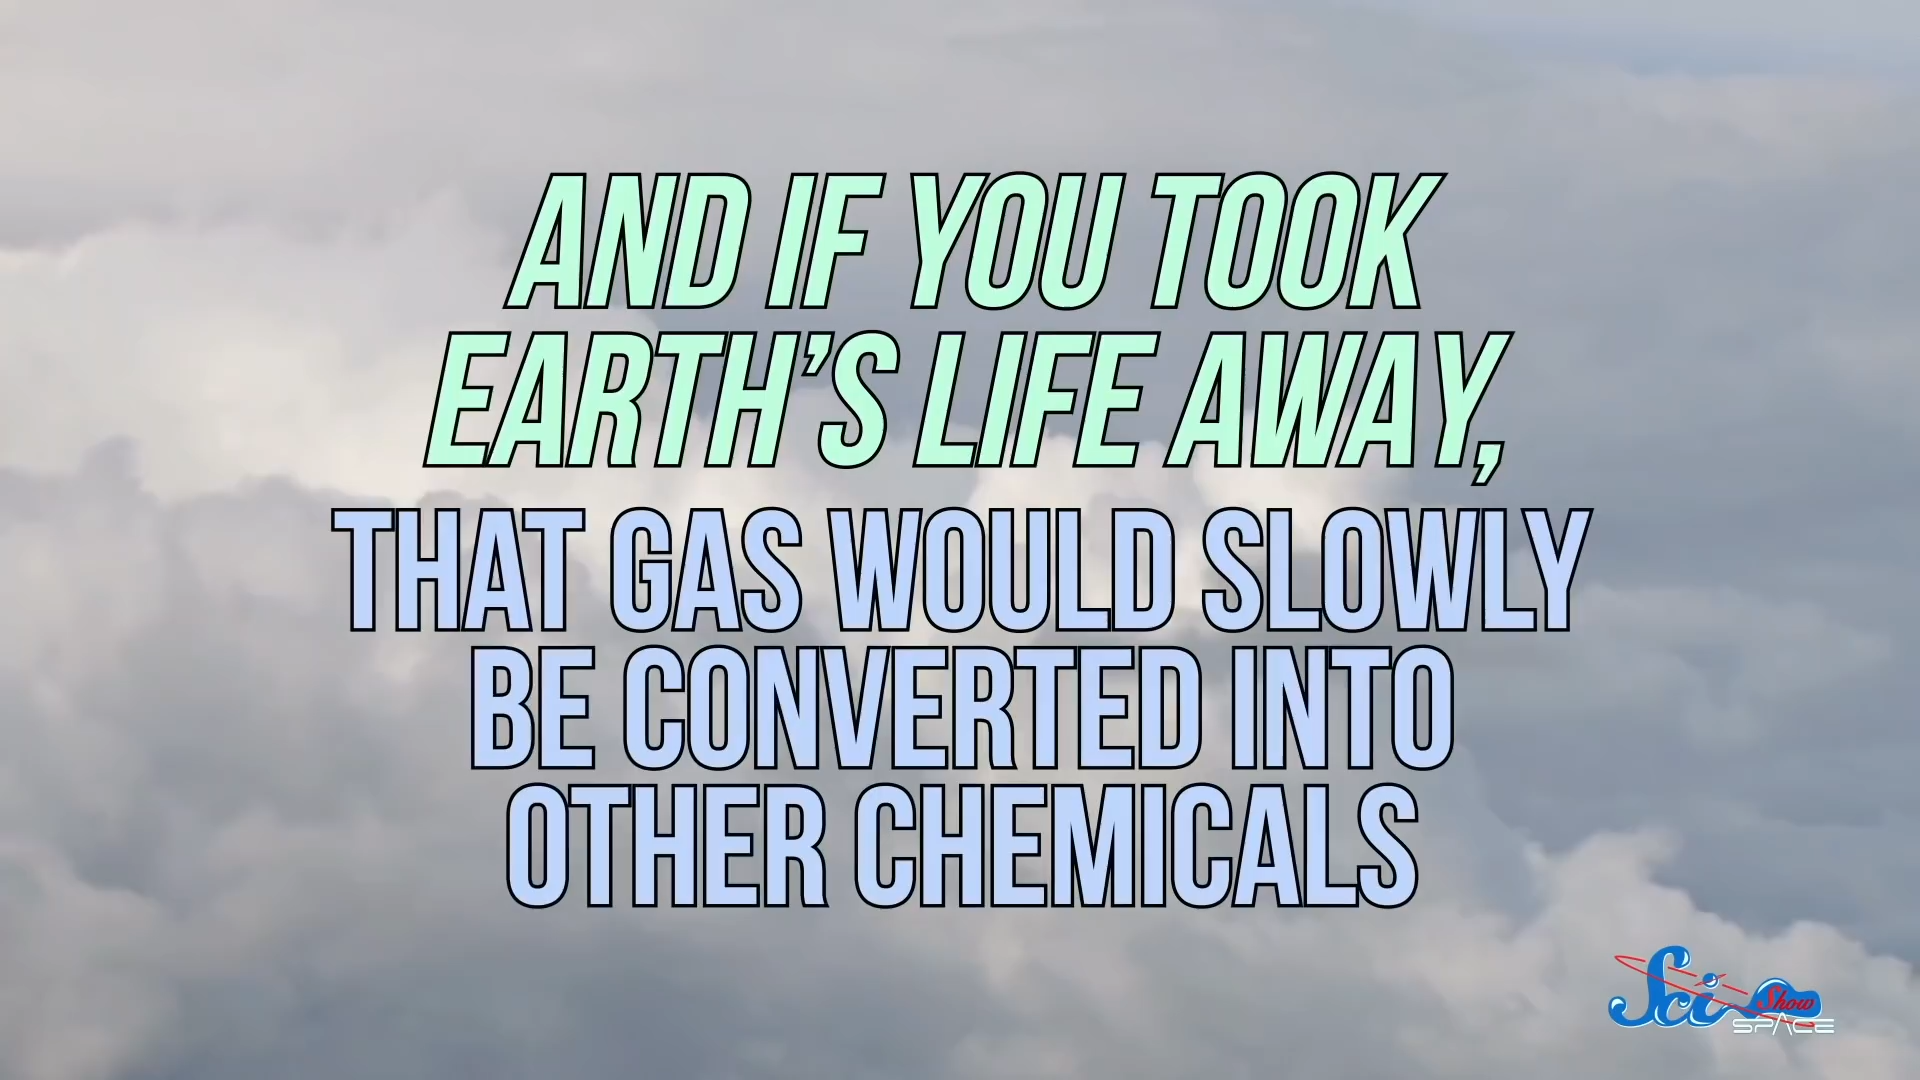 AND IF YOU TOOK
EARTH'S LIFE AWAY,
THAT GAS WOULD SLOWLY
BE CONVERTED INTO
OTHER CHEMICALS
Sci Show
SPACE